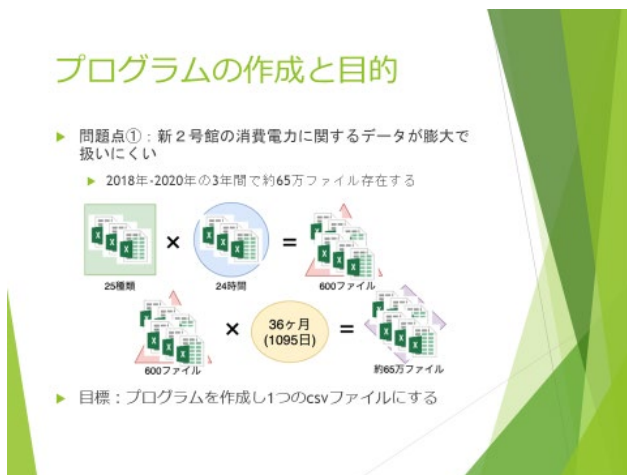 プログラムの作成と目的
問題点①：新２号館の消費電力に関するデータが膨大で
扱いにくい
2018年-2020年の3年間で約65万ファイル存在する
×
=
25種類
24時間
600ファイル
×
36ヶ月
(1095日)
=
600ファイル
約65万ファイル
目標：プログラムを作成し1つのcsvファイルにする